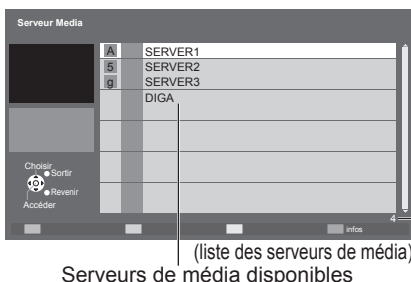 Serveur Media
A SERVER1
5 SERVER2
g SERVER3
DIGA
Choisir
Sortir
Revenir
Accéder
4
infos
(liste des serveurs de média)
Serveurs de média disponibles